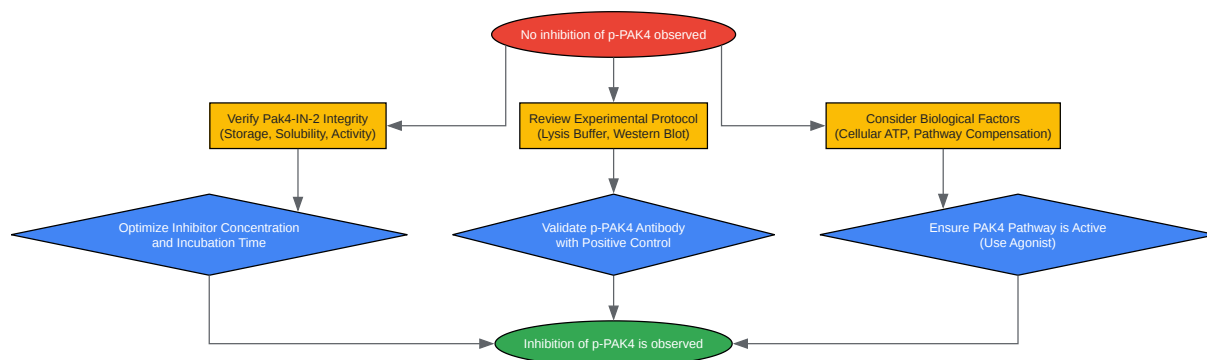 No inhibition of p-PAK4 observed
Verify Pak4-IN-2 Integrity
(Storage, Solubility, Activity)
Review Experimental Protocol
(Lysis Buffer, Western Blot)
Consider Biological Factors
(Cellular ATP, Pathway Compensation)
Optimize Inhibitor Concentration
and Incubation Time
Validate p-PAK4 Antibody
with Positive Control
Ensure PAK4 Pathway is Active
(Use Agonist)
Inhibition of p-PAK4 is observed